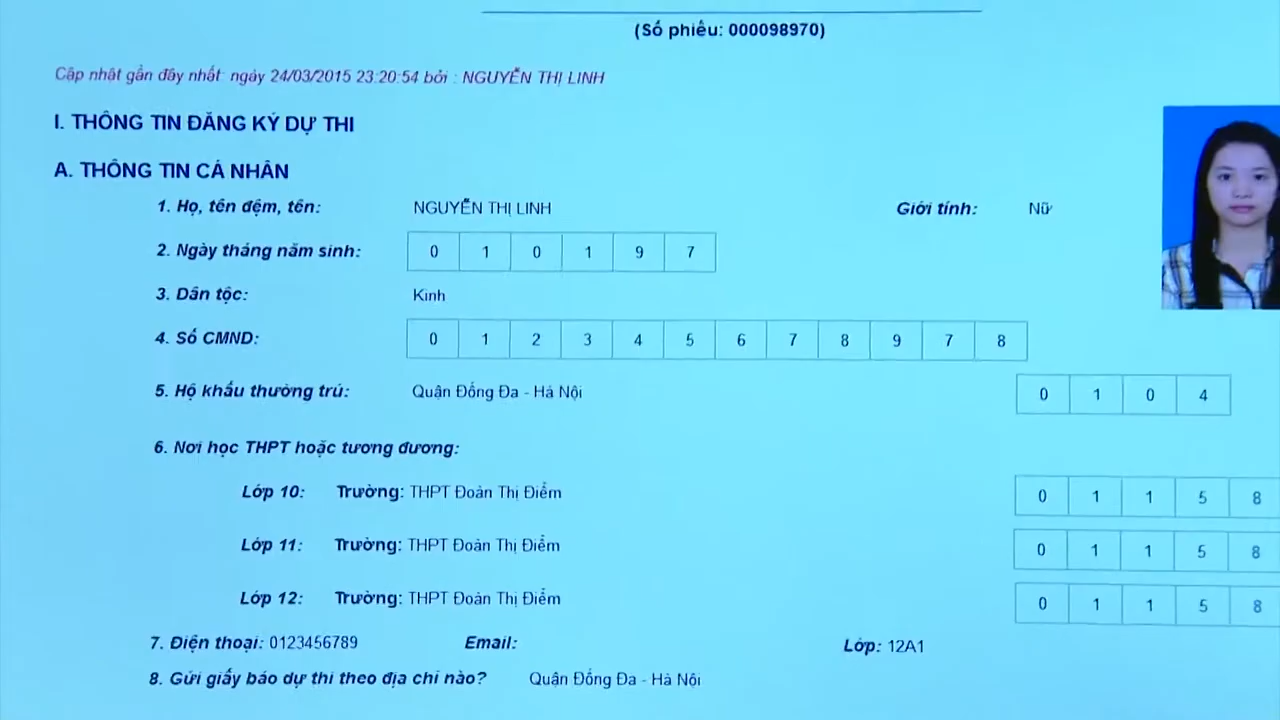 (Số phiếu: 000098970)
Cập nhật gần đây nhất: ngày 24/03/2015 23:20:54 bởi : NGUYỄN THỊ LINH
I. THÔNG TIN ĐĂNG KÝ DỰ THI
A. THÔNG TIN CÁ NHÂN
1. Họ, tên đệm, tên: NGUYỄN THỊ LINH Giới tính: Nữ
2. Ngày tháng năm sinh: 0 1 0 1 9 7
3. Dân tộc: Kinh
4. Số CMND: 0 1 2 3 4 5 6 7 8 9 7 8
5. Hộ khẩu thường trú: Quận Đống Đa - Hà Nội 0 1 0 4
6. Nơi học THPT hoặc tương đương:
Lớp 10: Trường: THPT Đoàn Thị Điểm 0 1 1 5 8
Lớp 11: Trường: THPT Đoàn Thị Điểm 0 1 1 5 8
Lớp 12: Trường: THPT Đoàn Thị Điểm 0 1 1 5 8
7. Điện thoại: 0123456789 Email: Lớp: 12A1
8. Gửi giấy báo dự thi theo địa chỉ nào? Quận Đống Đa - Hà Nội